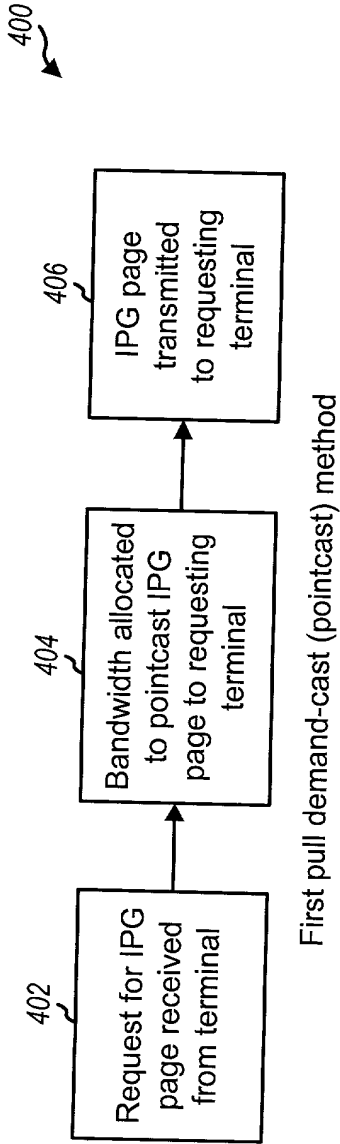 400
402
Request for IPG
page received
from terminal
404
Bandwidth allocated
to pointcast IPG
page to requesting
terminal
406
IPG page
transmitted
to requesting
terminal
First pull demand-cast (pointcast) method